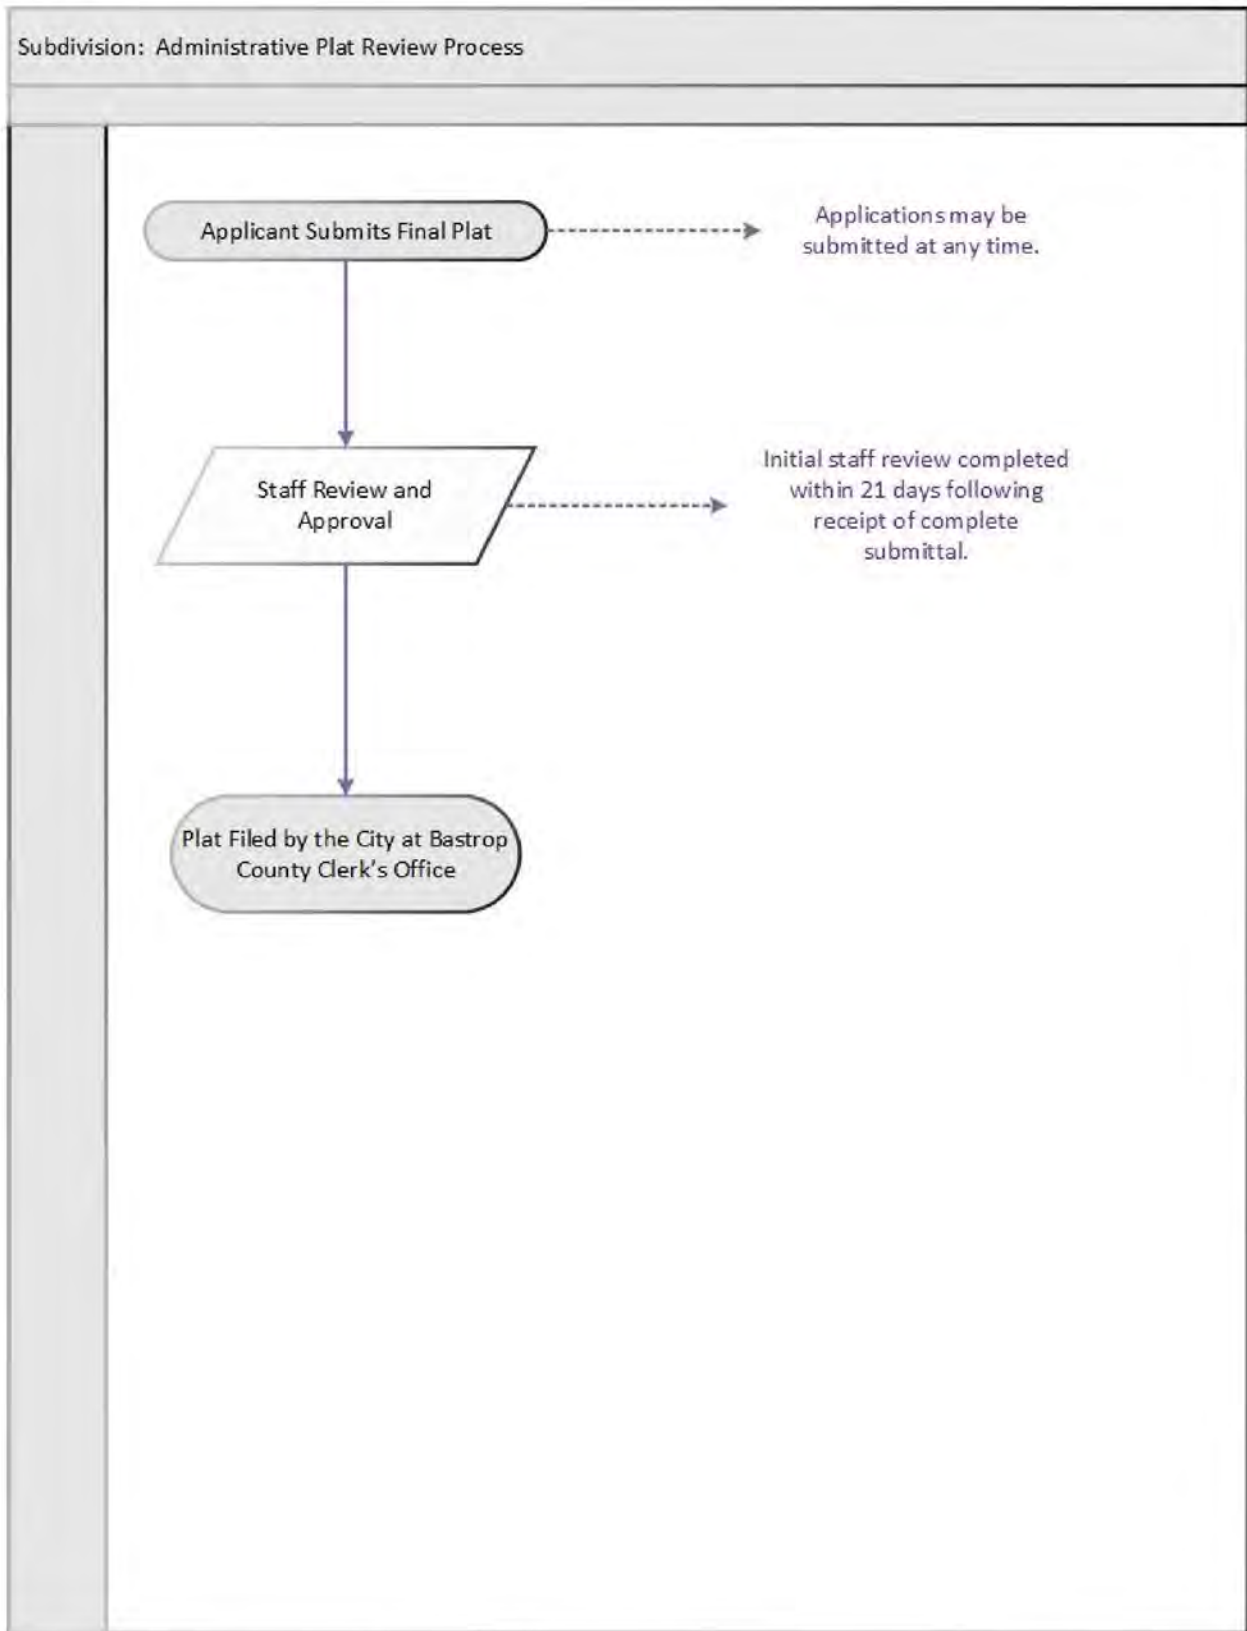 Subdivision: Administrative Plat Review Process
Applicant Submits Final Plat
Applications may be
submitted at any time.
Staff Review and
Approval
Initial staff review completed
within 21 days following
receipt of complete
submittal.
Plat Filed by the City at Bastrop
County Clerk's Office